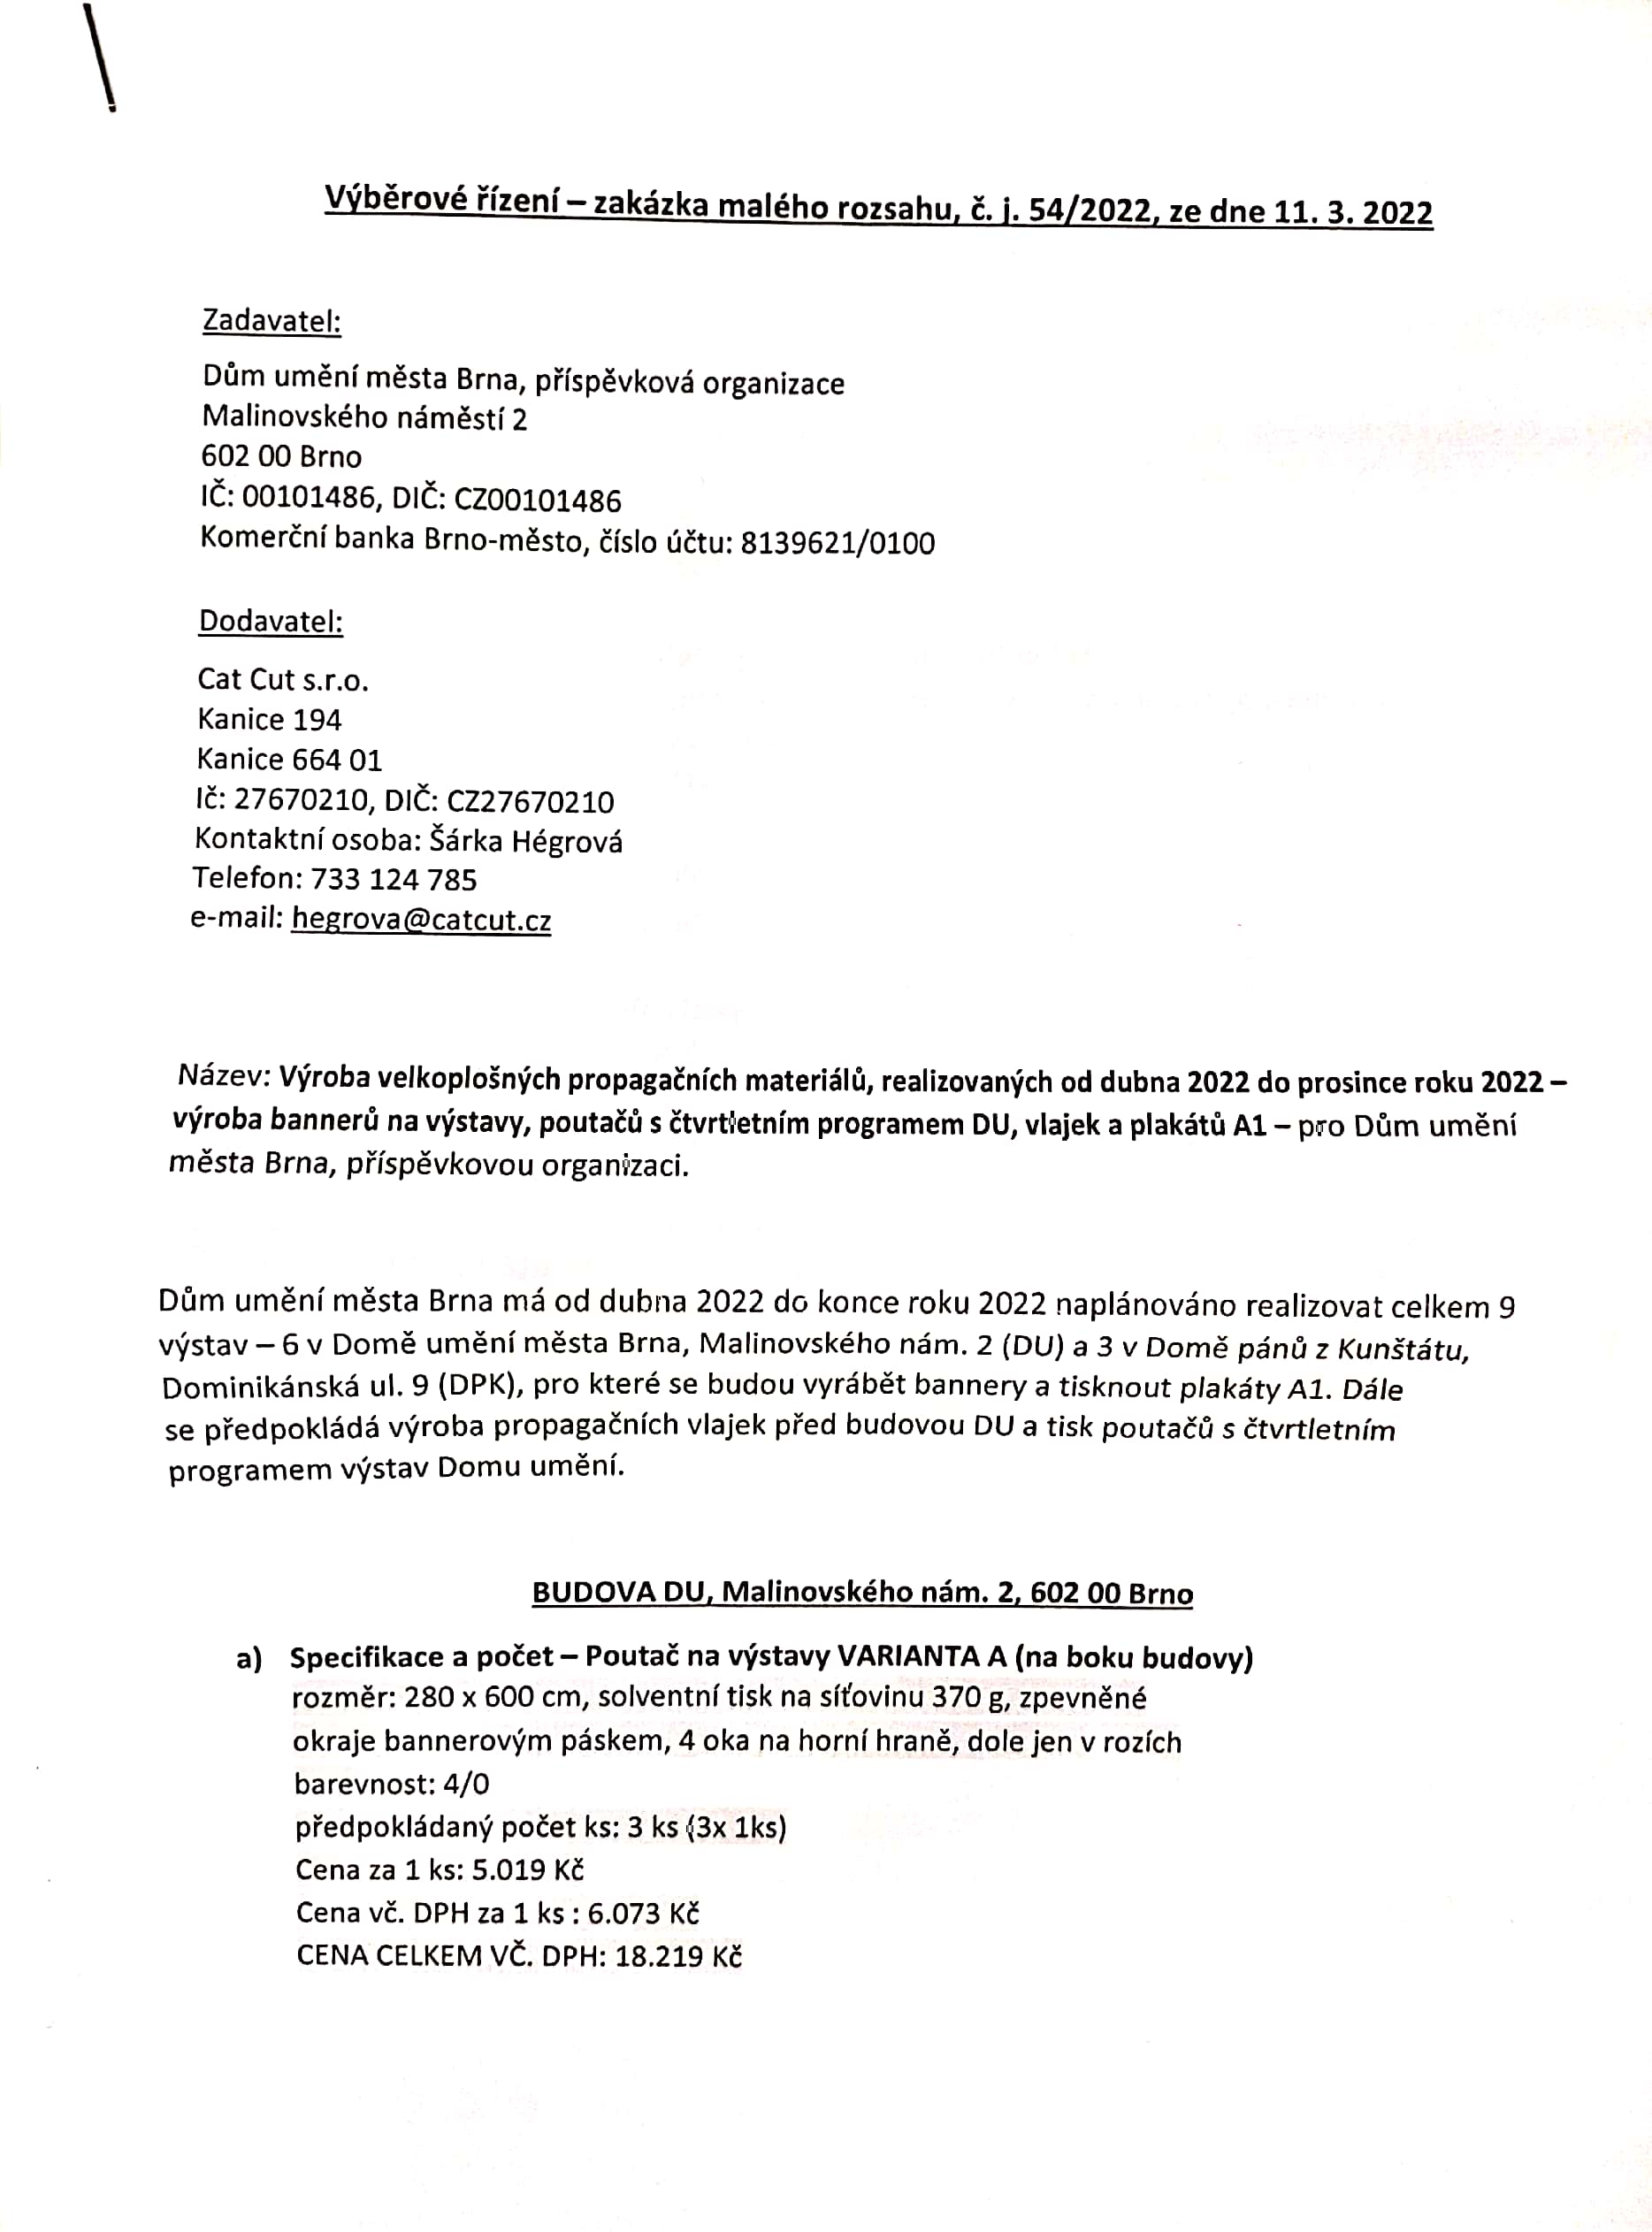 Výběrové řízení – zakázka malého rozsahu, č. j. 54/2022, ze dne 11. 3. 2022
Zadavatel:
Dům umění města Brna, příspěvková organizace
Malinovského náměstí 2
602 00 Brno
IČ: 00101486, DIČ: CZ00101486
Komerční banka Brno-město, číslo účtu: 8139621/0100
Dodavatel:
Cat Cut s.r.o.
Kanice 194
Kanice 664 01
Ič: 27670210, DIČ: CZ27670210
Kontaktní osoba: Šárka Hégrová
Telefon: 733 124 785
e-mail: hegrova@catcut.cz
Název: Výroba velkoplošných propagačních materiálů, realizovaných od dubna 2022 do prosince roku 2022 –
výroba bannerů na výstavy, poutačů s čtvrtletním programem DU, vlajek a plakátů A1 – pro Dům umění
města Brna, příspěvkovou organizaci.
Dům umění města Brna má od dubna 2022 do konce roku 2022 naplánováno realizovat celkem 9
výstav – 6 v Domě umění města Brna, Malinovského nám. 2 (DU) a 3 v Domě pánů z Kunštátu,
Dominikánská ul. 9 (DPK), pro které se budou vyrábět bannery a tisknout plakáty A1. Dále
se předpokládá výroba propagačních vlajek před budovou DU a tisk poutačů s čtvrtletním
programem výstav Domu umění.
BUDOVA DU, Malinovského nám. 2, 602 00 Brno
a) Specifikace a počet – Poutač na výstavy VARIANTA A (na boku budovy)
rozměr: 280 x 600 cm, solventní tisk na síťovinu 370 g, zpevněné
okraje bannerovým páskem, 4 oka na horní hraně, dole jen v rozích
barevnost: 4/0
předpokládaný počet ks: 3 ks (3x 1ks)
Cena za 1 ks: 5.019 Kč
Cena vč. DPH za 1 ks : 6.073 Kč
CENA CELKEM VČ. DPH: 18.219 Kč